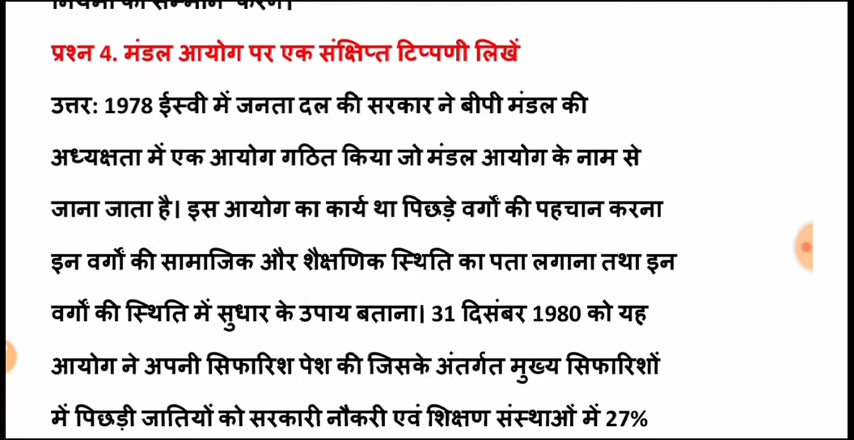 प्रश्न 4. मंडल आयोग पर एक संक्षिप्त टिप्पणी लिखें
उत्तर: 1978 ईस्वी में जनता दल की सरकार ने बीपी मंडल की
अध्यक्षता में एक आयोग गठित किया जो मंडल आयोग के नाम से
जाना जाता है। इस आयोग का कार्य था पिछड़े वर्गों की पहचान करना
इन वर्गों की सामाजिक और शैक्षणिक स्थिति का पता लगाना तथा इन
वर्गों की स्थिति में सुधार के उपाय बताना। 31 दिसंबर 1980 को यह
आयोग ने अपनी सिफारिश पेश की जिसके अंतर्गत मुख्य सिफारिशों
में पिछड़ी जातियों को सरकारी नौकरी एवं शिक्षण संस्थाओं में 27%